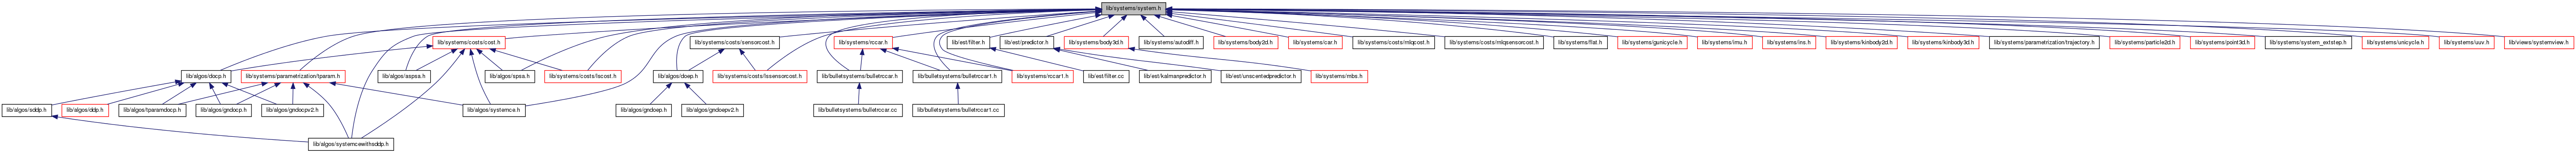 lib/systems/system.h
lib/systems/costs/cost.h
lib/systems/costs/sensorcost.h
lib/systems/rccar.h
lib/est/filter.h
lib/est/predictor.h
lib/systems/body3d.h
lib/systems/autodiff.h
lib/systems/body2d.h
lib/systems/car.h
lib/systems/costs/mlqcost.h
lib/systems/costs/mlqsensorcost.h
lib/systems/flat.h
lib/systems/gunicycle.h
lib/systems/imu.h
lib/systems/ins.h
lib/systems/kinbody2d.h
lib/systems/kinbody3d.h
lib/systems/parametrization/trajectory.h
lib/systems/particle2d.h
lib/systems/point3d.h
lib/systems/system_extstep.h
lib/systems/unicycle.h
lib/systems/uuv.h
lib/views/systemview.h
lib/algos/docp.h
lib/systems/parametrization/tparam.h
lib/algos/aspsa.h
lib/algos/spsa.h
lib/systems/costs/lscost.h
lib/algos/doep.h
lib/systems/costs/lssensorcost.h
lib/bulletsystems/bulletrccar.h
lib/bulletsystems/bulletrccar1.h
lib/systems/rccar1.h
lib/est/filter.cc
lib/est/kalmanpredictor.h
lib/est/unscentedpredictor.h
lib/systems/mbs.h
lib/algos/sddp.h
lib/algos/ddp.h
lib/algos/tparamdocp.h
lib/algos/gndocp.h
lib/algos/gndocpv2.h
lib/algos/systemce.h
lib/algos/gndoep.h
lib/algos/gndoepv2.h
lib/bulletsystems/bulletrccar.cc
lib/bulletsystems/bulletrccar1.cc
lib/algos/systemcewithsddp.h